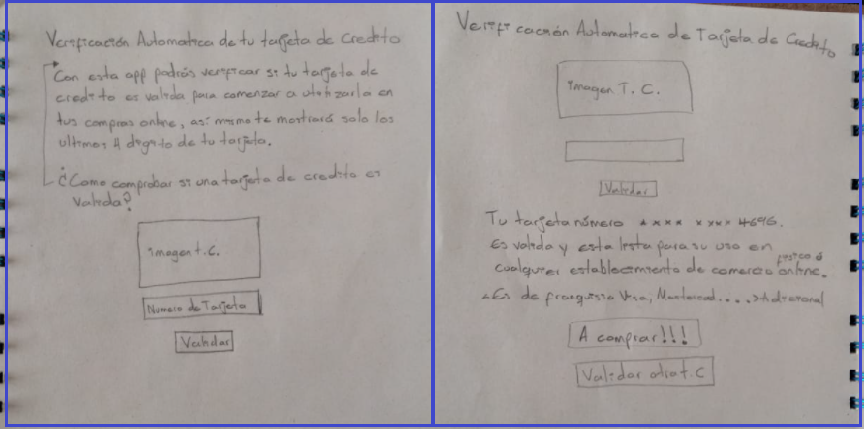 Verificación Automatica de tu tarjeta de credito
Con esta app podrás verificar si tu tarjeta de
credito es valida para comenzar a utilizarla en
tus compras online, asi mismo te mostrará solo los
ultimos 4 digito de tu tarjeta.
¿Como comprobar si una tarjeta de credito es
valida?
imagen t.c.
Numero de Tarjeta
Validar
Verificación Automatica de Tarjeta de Credito
imagen T.C.
Validar
Tu tarjeta número xxxx xxxx 4696.
Es valida y esta lista para su uso en
cualquier establecimiento de comercio fisico ó online.
Es de franquisia Visa, Mastercard....
A comprar!!!
Validar otra t.c